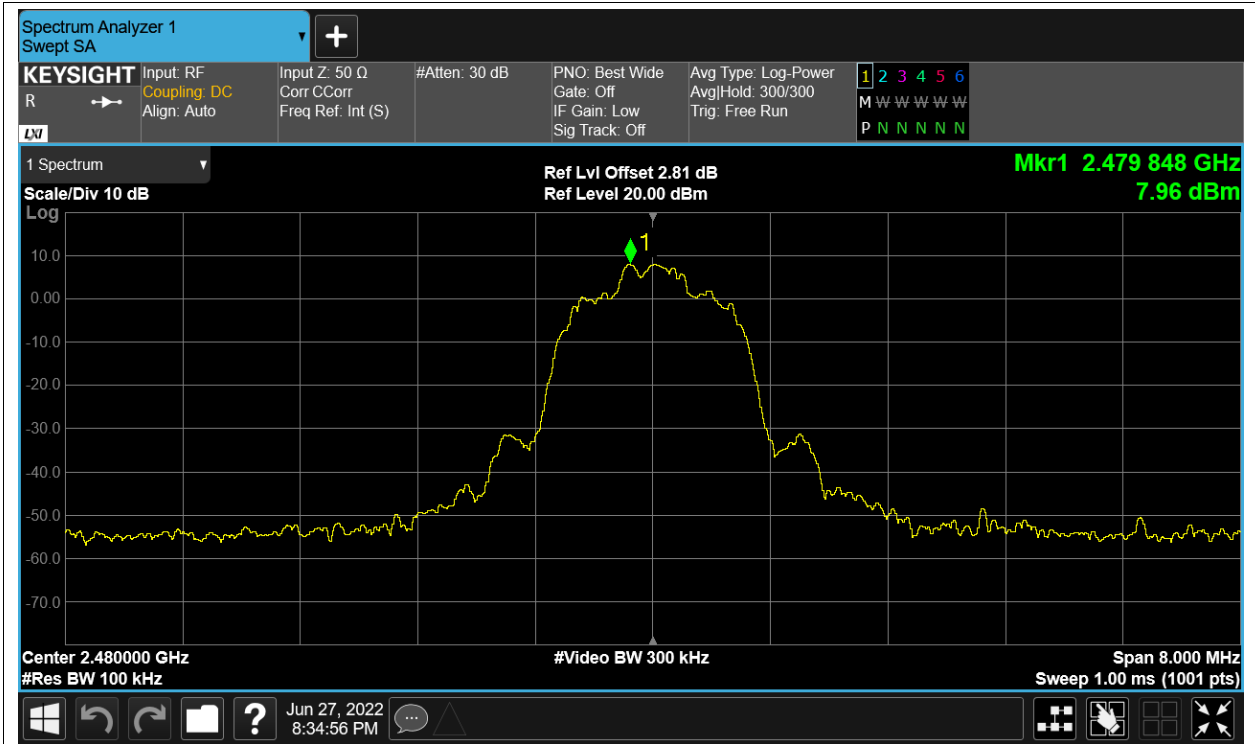 Spectrum Analyzer 1
Swept SA
KEYSIGHT
R
LXI
Input: RF
Coupling: DC
Align: Auto
Input Z: 50 Ω
Corr CCorr
Freq Ref: Int (S)
#Atten: 30 dB
PNO: Best Wide
Gate: Off
IF Gain: Low
Sig Track: Off
Avg Type: Log-Power
Avg|Hold: 300/300
Trig: Free Run
1 2 3 4 5 6
M W W W W W
P N N N N N
1 Spectrum
Scale/Div 10 dB
Log
Ref Lvl Offset 2.81 dB
Ref Level 20.00 dBm
Mkr1 2.479 848 GHz
7.96 dBm
1
10.0
0.00
-10.0
-20.0
-30.0
-40.0
-50.0
-60.0
-70.0
Center 2.480000 GHz
#Res BW 100 kHz
#Video BW 300 kHz
Span 8.000 MHz
Sweep 1.00 ms (1001 pts)
?
Jun 27, 2022
8:34:56 PM